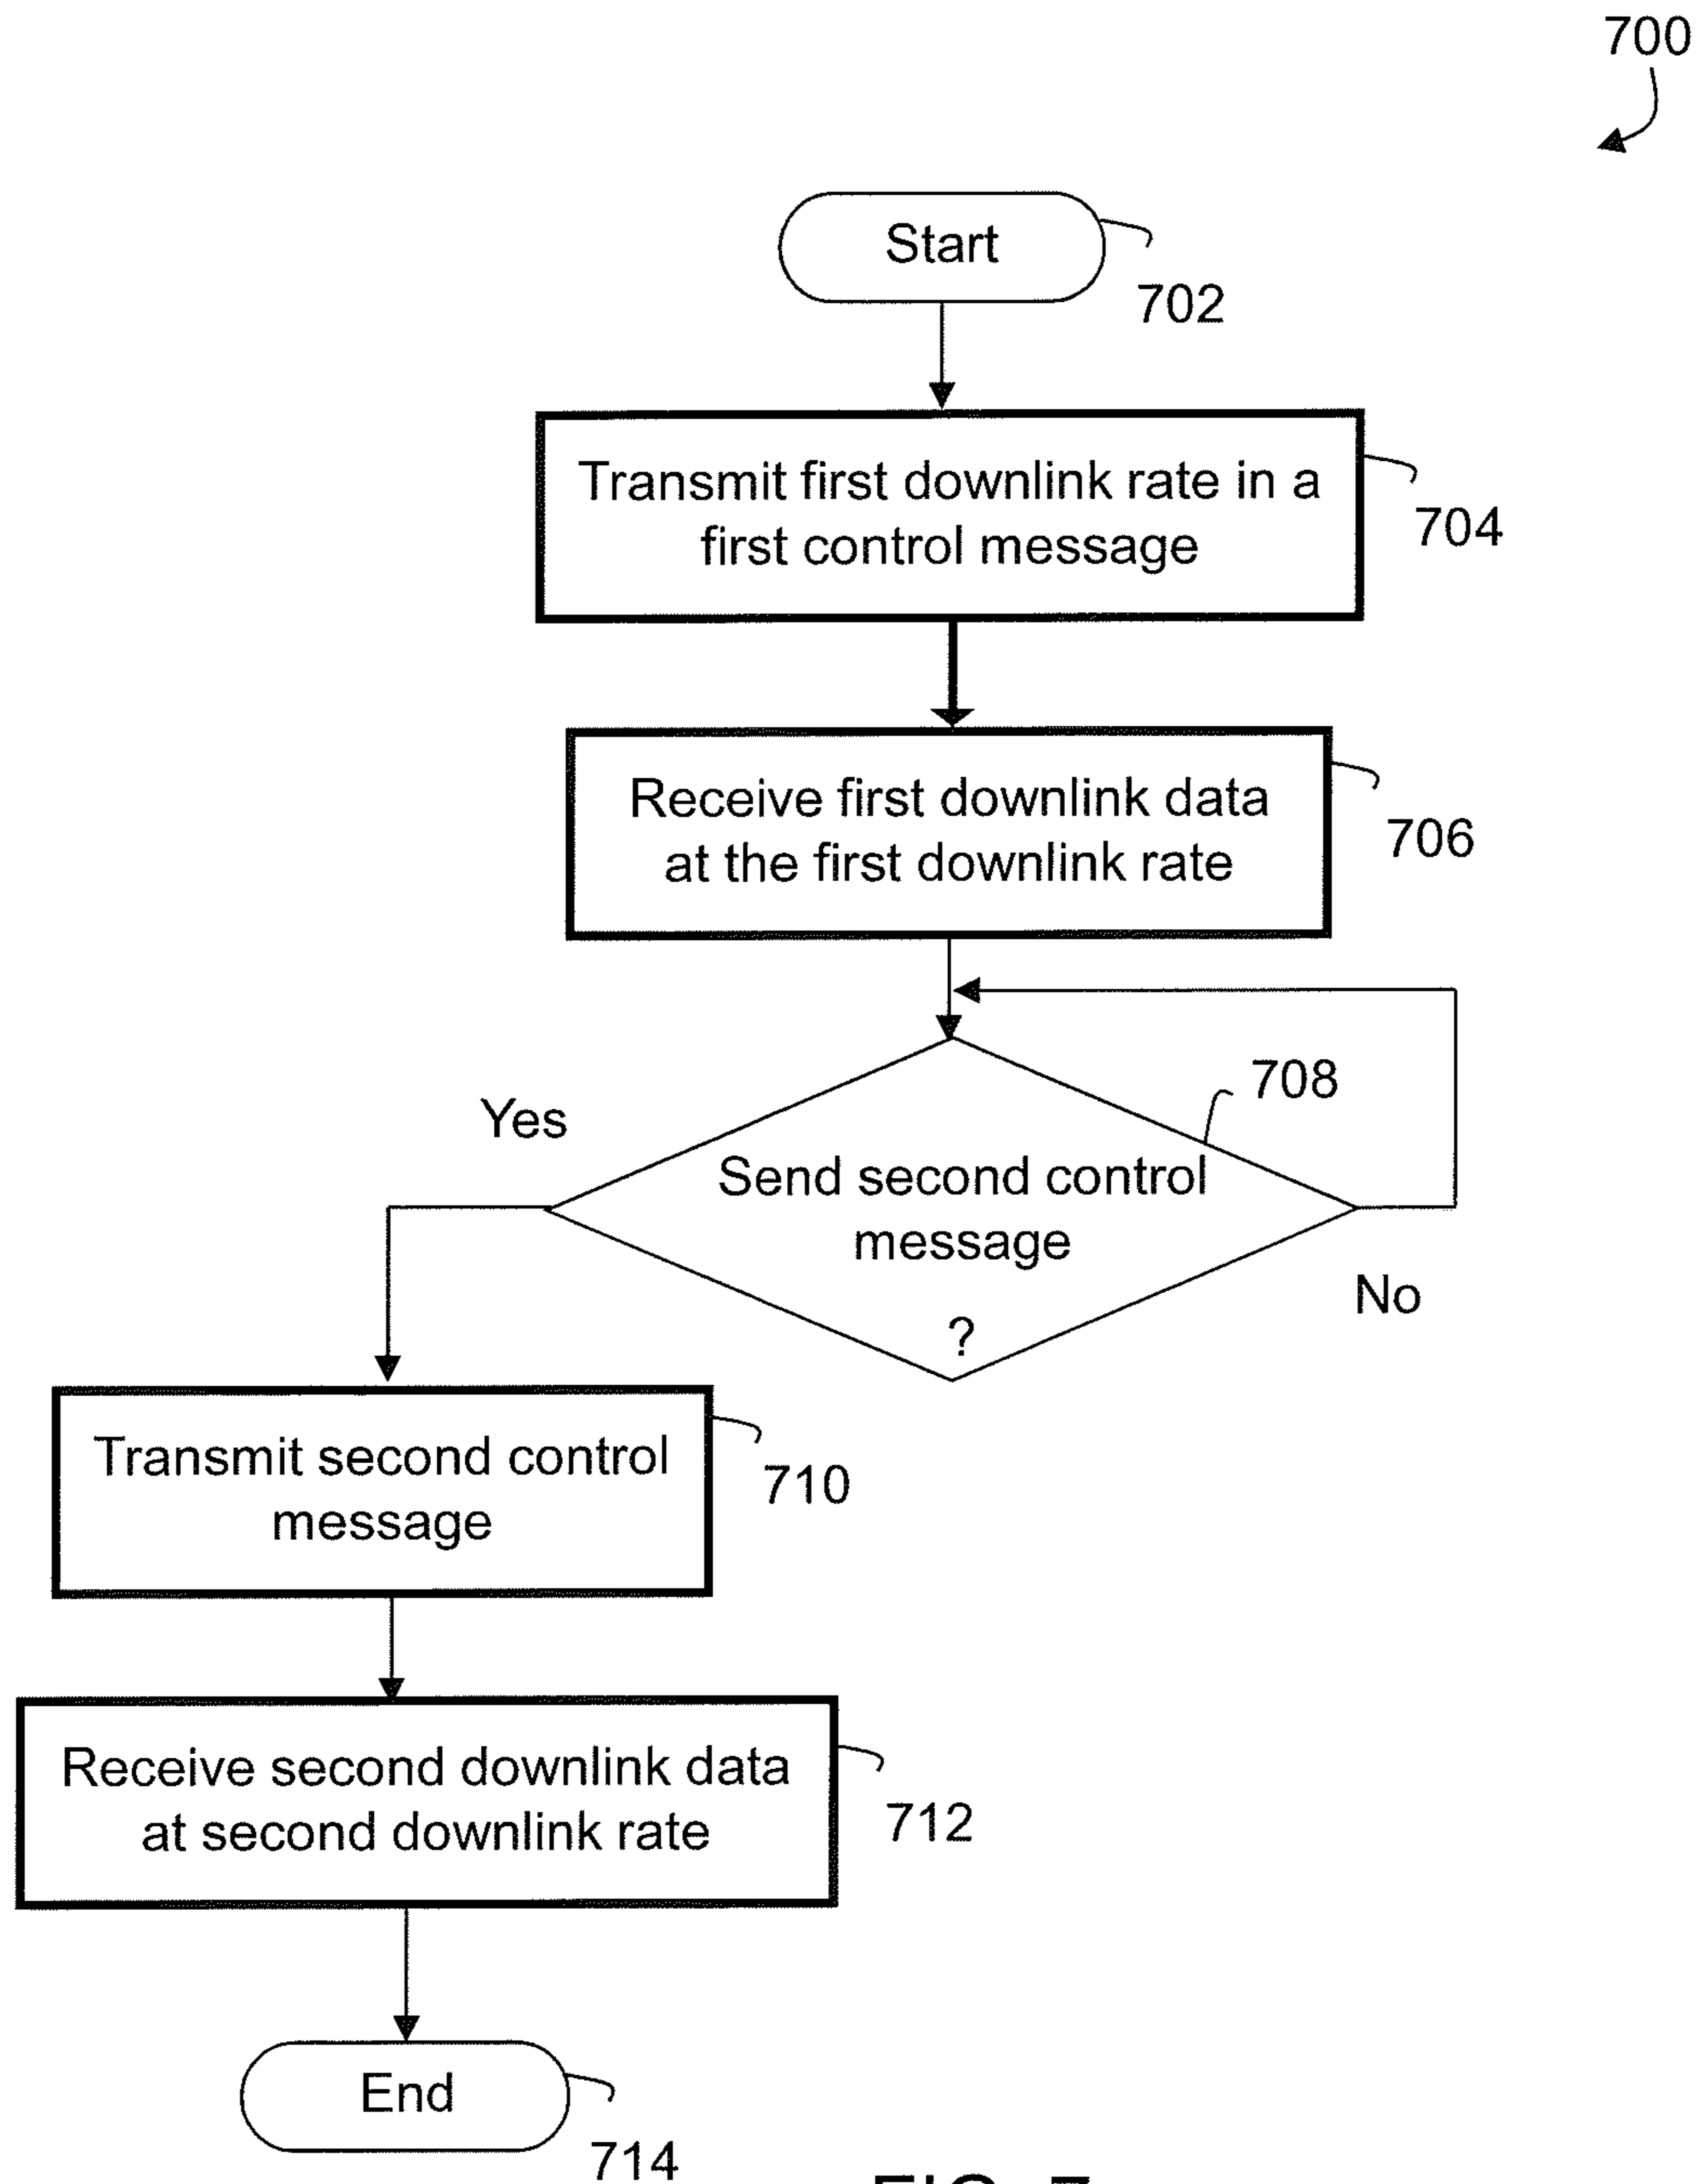 700
Start
702
Transmit first downlink rate in a
first control message
704
Receive first downlink data
at the first downlink rate
706
708
Yes
Send second control
message
?
No
Transmit second control
message
710
Receive second downlink data
at second downlink rate
712
End
714